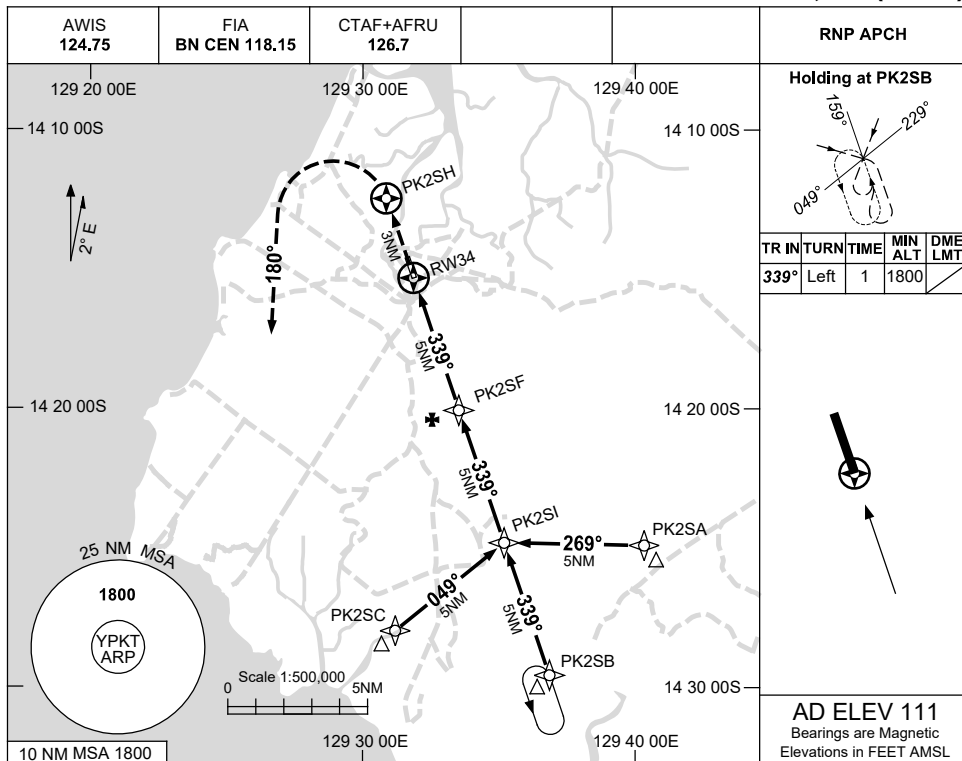 AWIS
124.75
FIA
BN CEN 118.15
CTAF+AFRU
126.7
RNP APCH
129 20 00E
129 30 00E
129 40 00E
14 10 00S
14 10 00S
Holding at PK2SB
159°
229°
049°
TR IN
TURN
TIME
MIN ALT
DME LMT
339°
Left
1
1800
2° E
PK2SH
3NM
RW34
180°
339°
5NM
PK2SF
14 20 00S
14 20 00S
339°
5NM
PK2SI
PK2SA
269°
5NM
049°
5NM
PK2SC
339°
5NM
PK2SB
25 NM MSA
1800
YPKT
ARP
Scale 1:500,000
0
5NM
14 30 00S
129 30 00E
129 40 00E
10 NM MSA 1800
AD ELEV 111
Bearings are Magnetic
Elevations in FEET AMSL